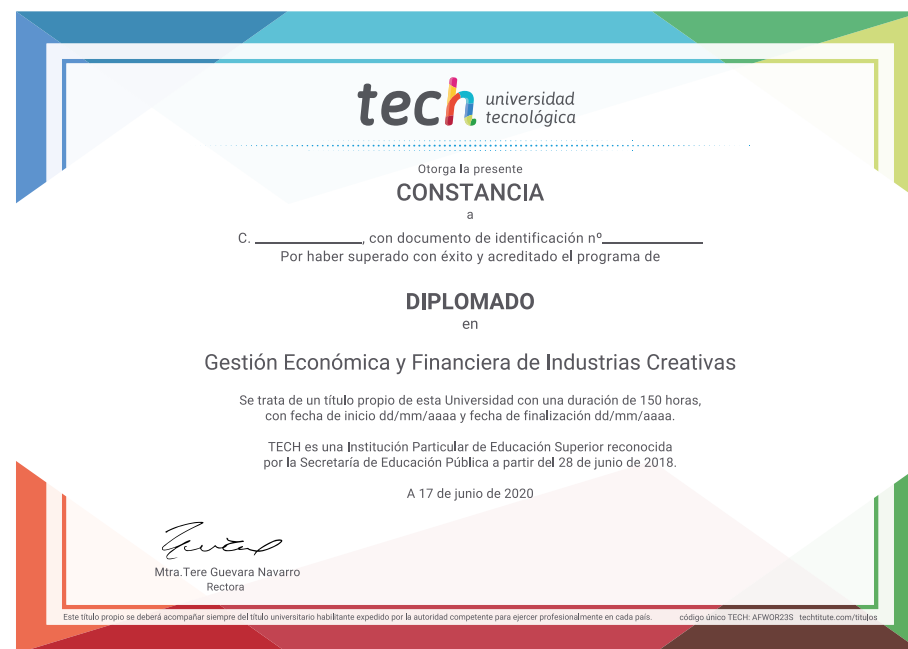 tech universidad
tecnológica
Otorga la presente
CONSTANCIA
a
C. ____________, con documento de identificación nº____________
Por haber superado con éxito y acreditado el programa de
DIPLOMADO
en
Gestión Económica y Financiera de Industrias Creativas
Se trata de un título propio de esta Universidad con una duración de 150 horas,
con fecha de inicio dd/mm/aaaa y fecha de finalización dd/mm/aaaa.
TECH es una Institución Particular de Educación Superior reconocida
por la Secretaría de Educación Pública a partir del 28 de junio de 2018.
A 17 de junio de 2020
Mtra.Tere Guevara Navarro
Rectora
Este título propio se deberá acompañar siempre del título universitario habilitante expedido por la autoridad competente para ejercer profesionalmente en cada país. código único TECH: AFWOR23S techtitute.com/titulos